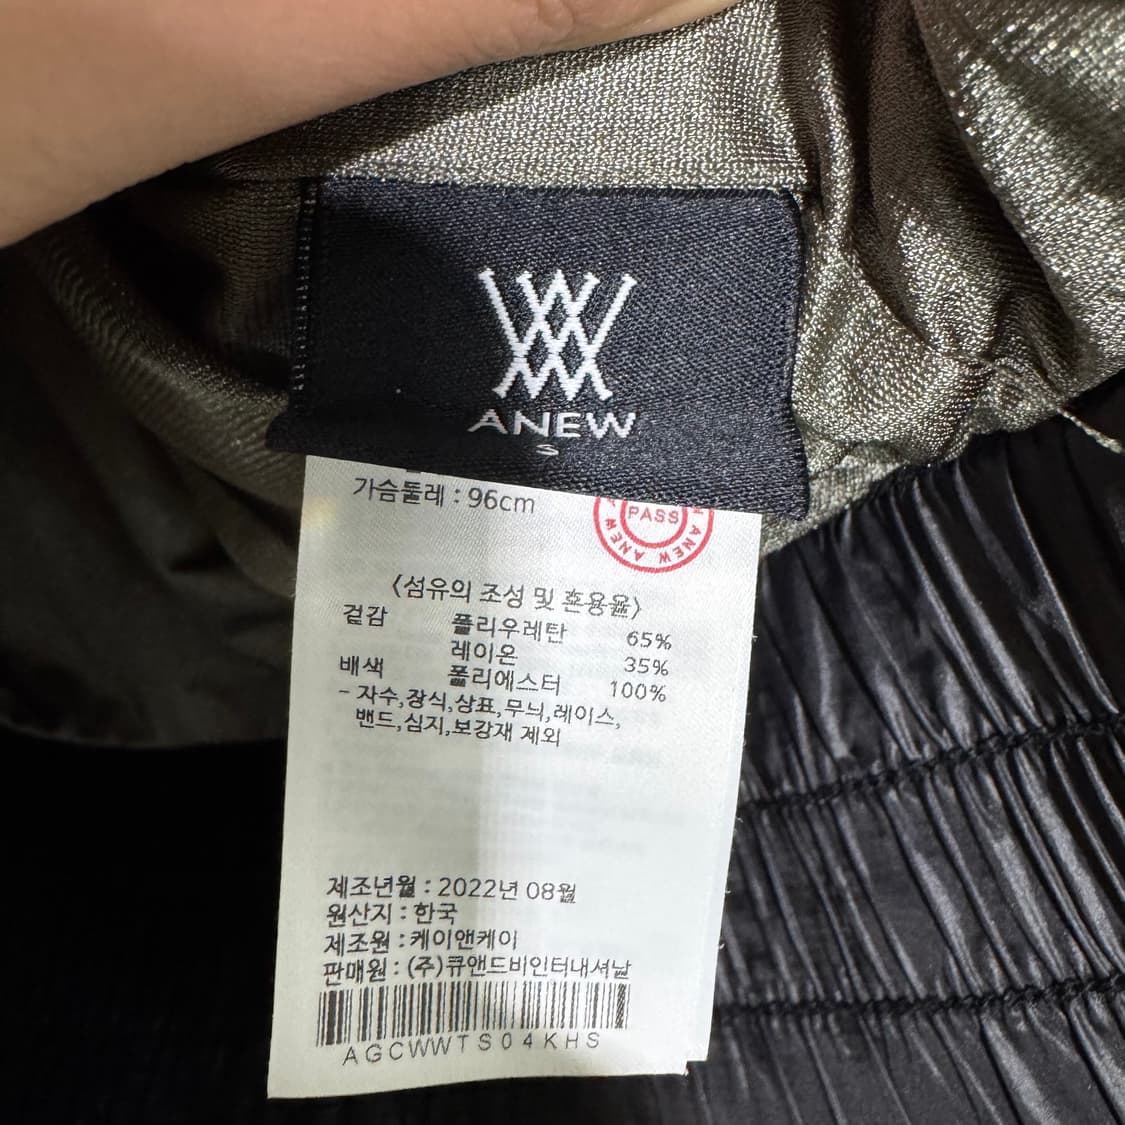 ANEW
S
가슴둘레 : 96cm
PASS
ANEW ANEW
<섬유의 조성 및 혼용율>
겉감 폴리우레탄 65%
레이온 35%
배색 폴리에스터 100%
- 자수,장식,상표,무늬,레이스,
밴드,심지,보강재 제외
제조년월 : 2022년 08월
원산지 : 한국
제조원 : 케이앤케이
판매원 : (주)큐앤드비인터내셔날
AGCWWTS04KHS